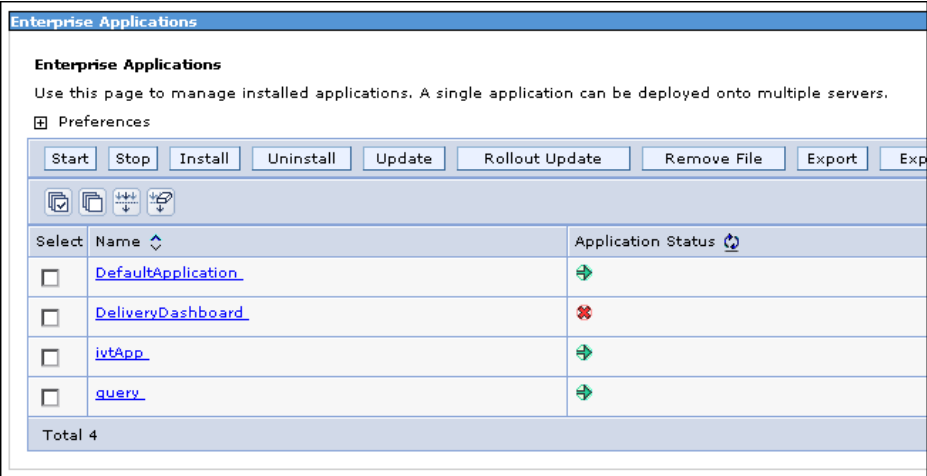 Enterprise Applications
Enterprise Applications
Use this page to manage installed applications. A single application can be deployed onto multiple servers.
Preferences
Start Stop Install Uninstall Update Rollout Update Remove File Export Exp
Select Name Application Status
DefaultApplication
DeliveryDashboard
ivtApp
query
Total 4